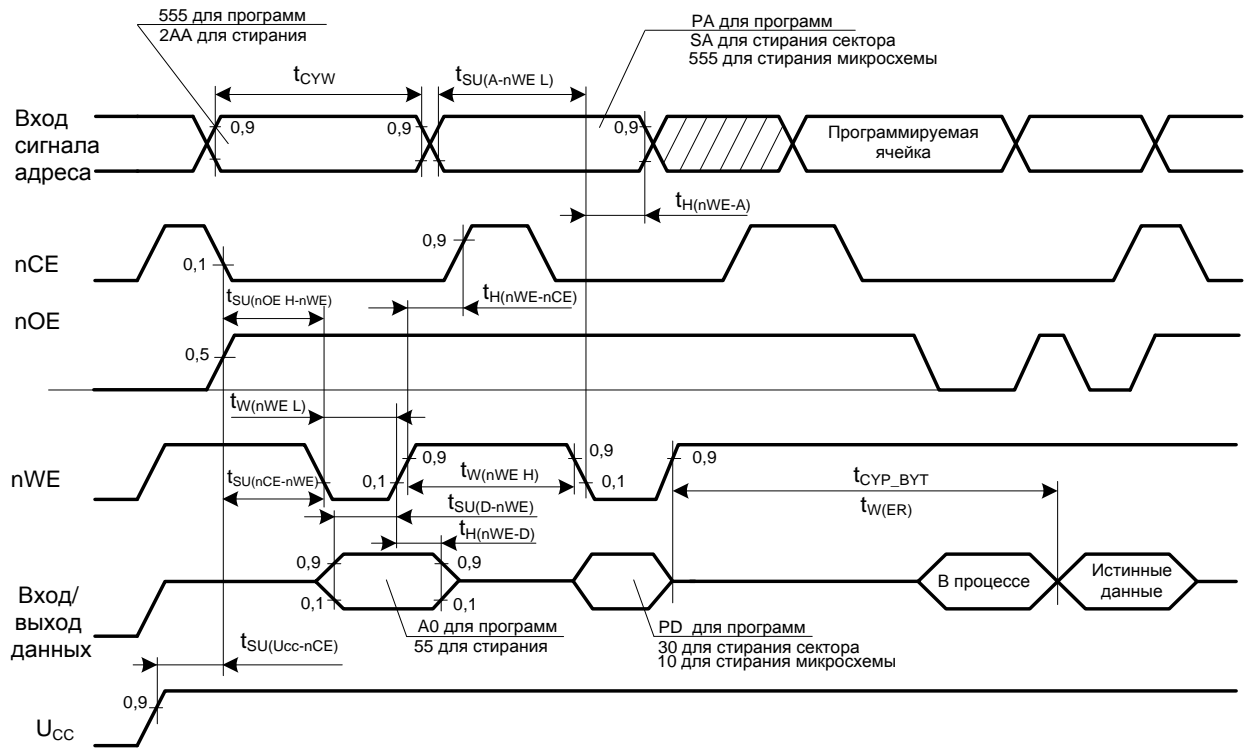 555 для программ
2AA для стирания
PA для программ
SA для стирания сектора
555 для стирания микросхемы
tCYW
tSU(A-nWE L)
Вход
сигнала
адреса
0,9
0,9
0,9
Программируемая
ячейка
tH(nWE-A)
nCE
0,9
0,1
tSU(nOE H-nWE)
tH(nWE-nCE)
nOE
0,5
tW(nWE L)
nWE
0,9
0,9
0,1
0,1
tSU(nCE-nWE)
tW(nWE H)
0,9
tCYP_BYT
tW(ER)
tSU(D-nWE)
tH(nWE-D)
Вход/
выход
данных
0,9
0,9
0,1
0,1
В процессе
Истинные
данные
A0 для программ
55 для стирания
PD для программ
30 для стирания сектора
10 для стирания микросхемы
tSU(Ucc-nCE)
0,9
UCC